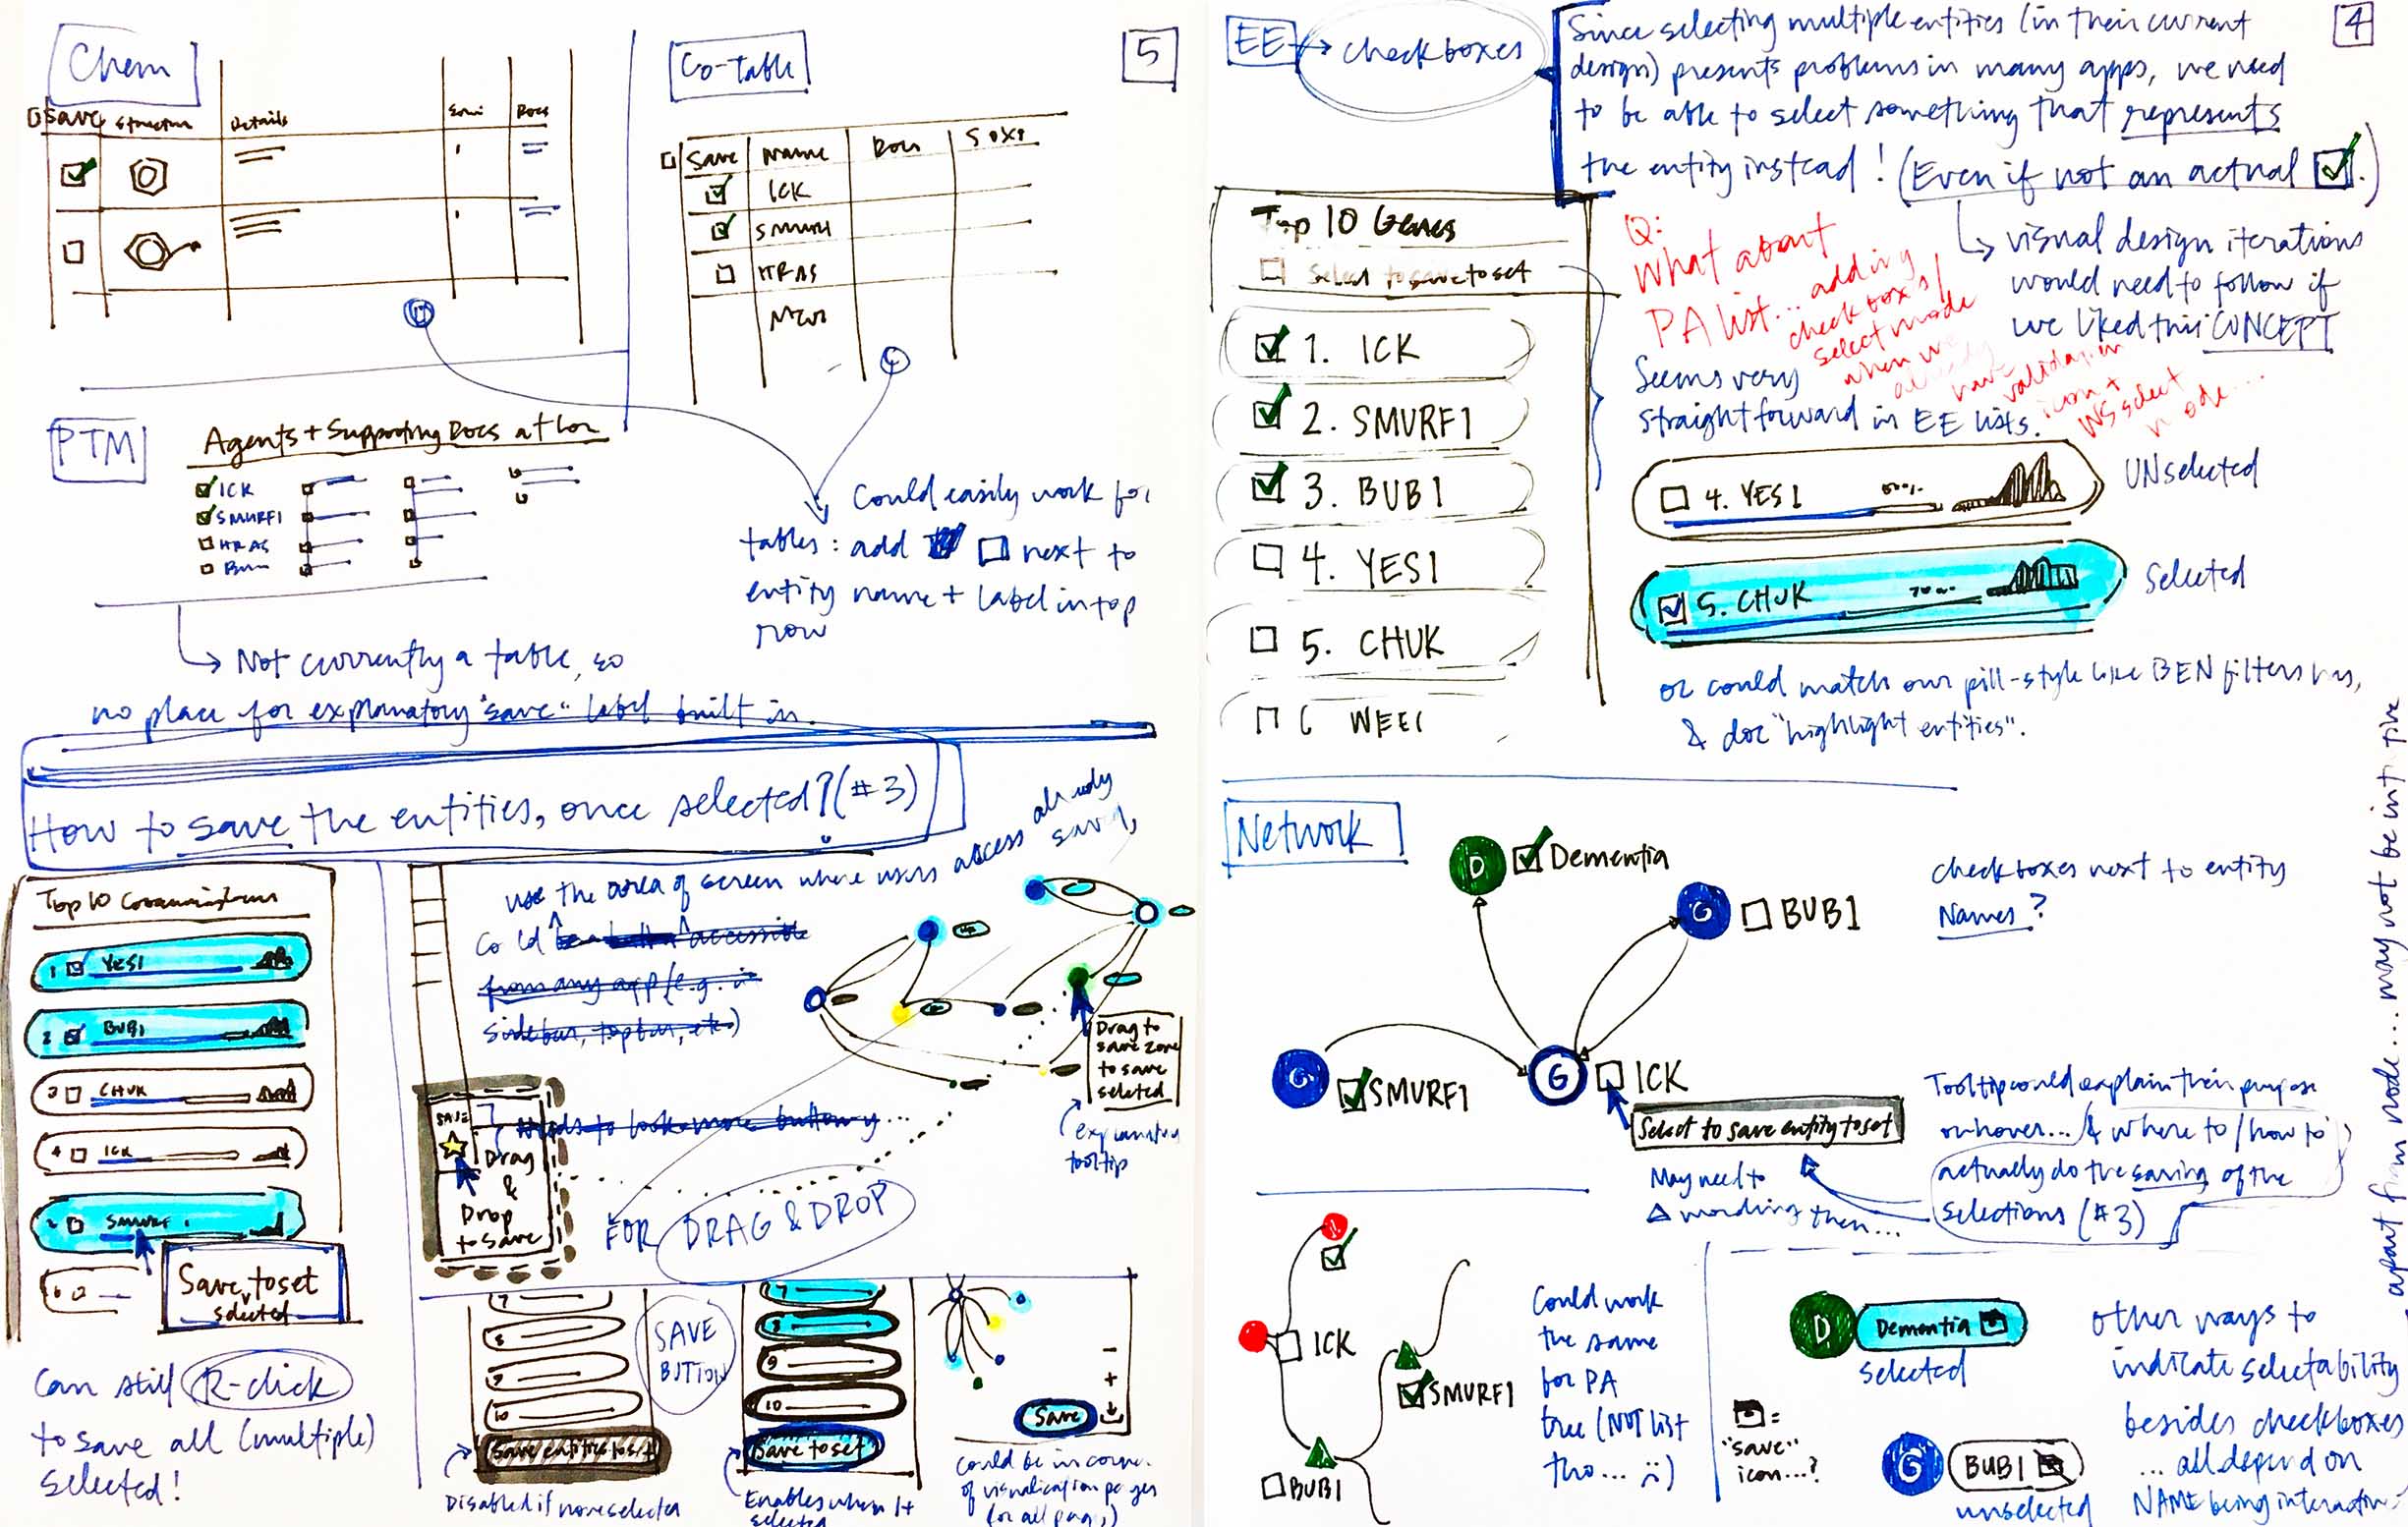 Chem
5
Save
Structure
Details
Docs
Co-table
Save
Name
Docs
ICK
SMURF1
HRAS
PTM
Agents + Supporting Docs
ICK
SMURF1
HRAS
Could easily work for
tables: add □ next to
entity name + label in top
row
Not currently a table, so
no place for explanatory "save" label built in.
How to save the entities, once selected? (#3)
Top 10
1 YES1
2 BUB1
3 CHUK
4 ICK
SMURF1
6
Save selected to set
Can still R-click
to save all (multiple)
selected!
use the area of screen where users access already
saved,
Could be a button accessible
from any app (e.g. in
sidebar, topbar, etc.)
SAVE
Needs to look more button-y...
Drag
&
Drop
to save
FOR DRAG & DROP
Drag to
save zone
to save
selected
explanatory
tooltip
7
8
9
10
Save entities to set
Disabled if none selected
SAVE
BUTTON
7
8
9
10
Save to set
Enables when 1+
selected
-
+
Save
Could be in corner
of visualization pages
(or all pages)
4
EE → checkboxes
Since selecting multiple entities (in their current
design) presents problems in many apps, we need
to be able to select something that represents
the entity instead! (Even if not an actual ☑.)
visual design iterations
would need to follow if
we liked this CONCEPT
Top 10 Genes
Select to save to set
1. ICK
2. SMURF1
3. BUB1
4. YES1
5. CHUK
6 WEE1
Q:
What about
PA list... adding
checkbox's/
select mode
when we
already
have
validation
icon +
WS select
mode...
Seems very
straightforward in EE lists.
4. YES1
UNselected
5. CHUK
Selected
or could match our pill-style like BEN filters has,
& doc "highlight entities".
Network
D
Dementia
G
BUB1
G
SMURF1
G
ICK
Select to save entity to set
checkboxes next to entity
Names?
Tooltip could explain their purpose
on hover... & where to/how to
actually do the saving of the
selections (#3)
May need to
Δ wording then...
ICK
SMURF1
BUB1
Could work
the same
for PA
tree (NOT list
tho... :()
D
Dementia
selected
=
"save"
icon...?
G
BUB1
unselected
other ways to
indicate selectability
besides checkboxes
... all depend on
NAME being interactive
apart from node... may not be intuitive